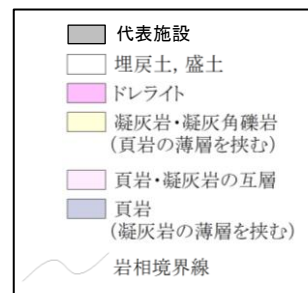 代表施設
埋戻土, 盛土
ドレライト
凝灰岩・凝灰角礫岩
(頁岩の薄層を挟む)
頁岩・凝灰岩の互層
頁岩
(凝灰岩の薄層を挟む)
岩相境界線